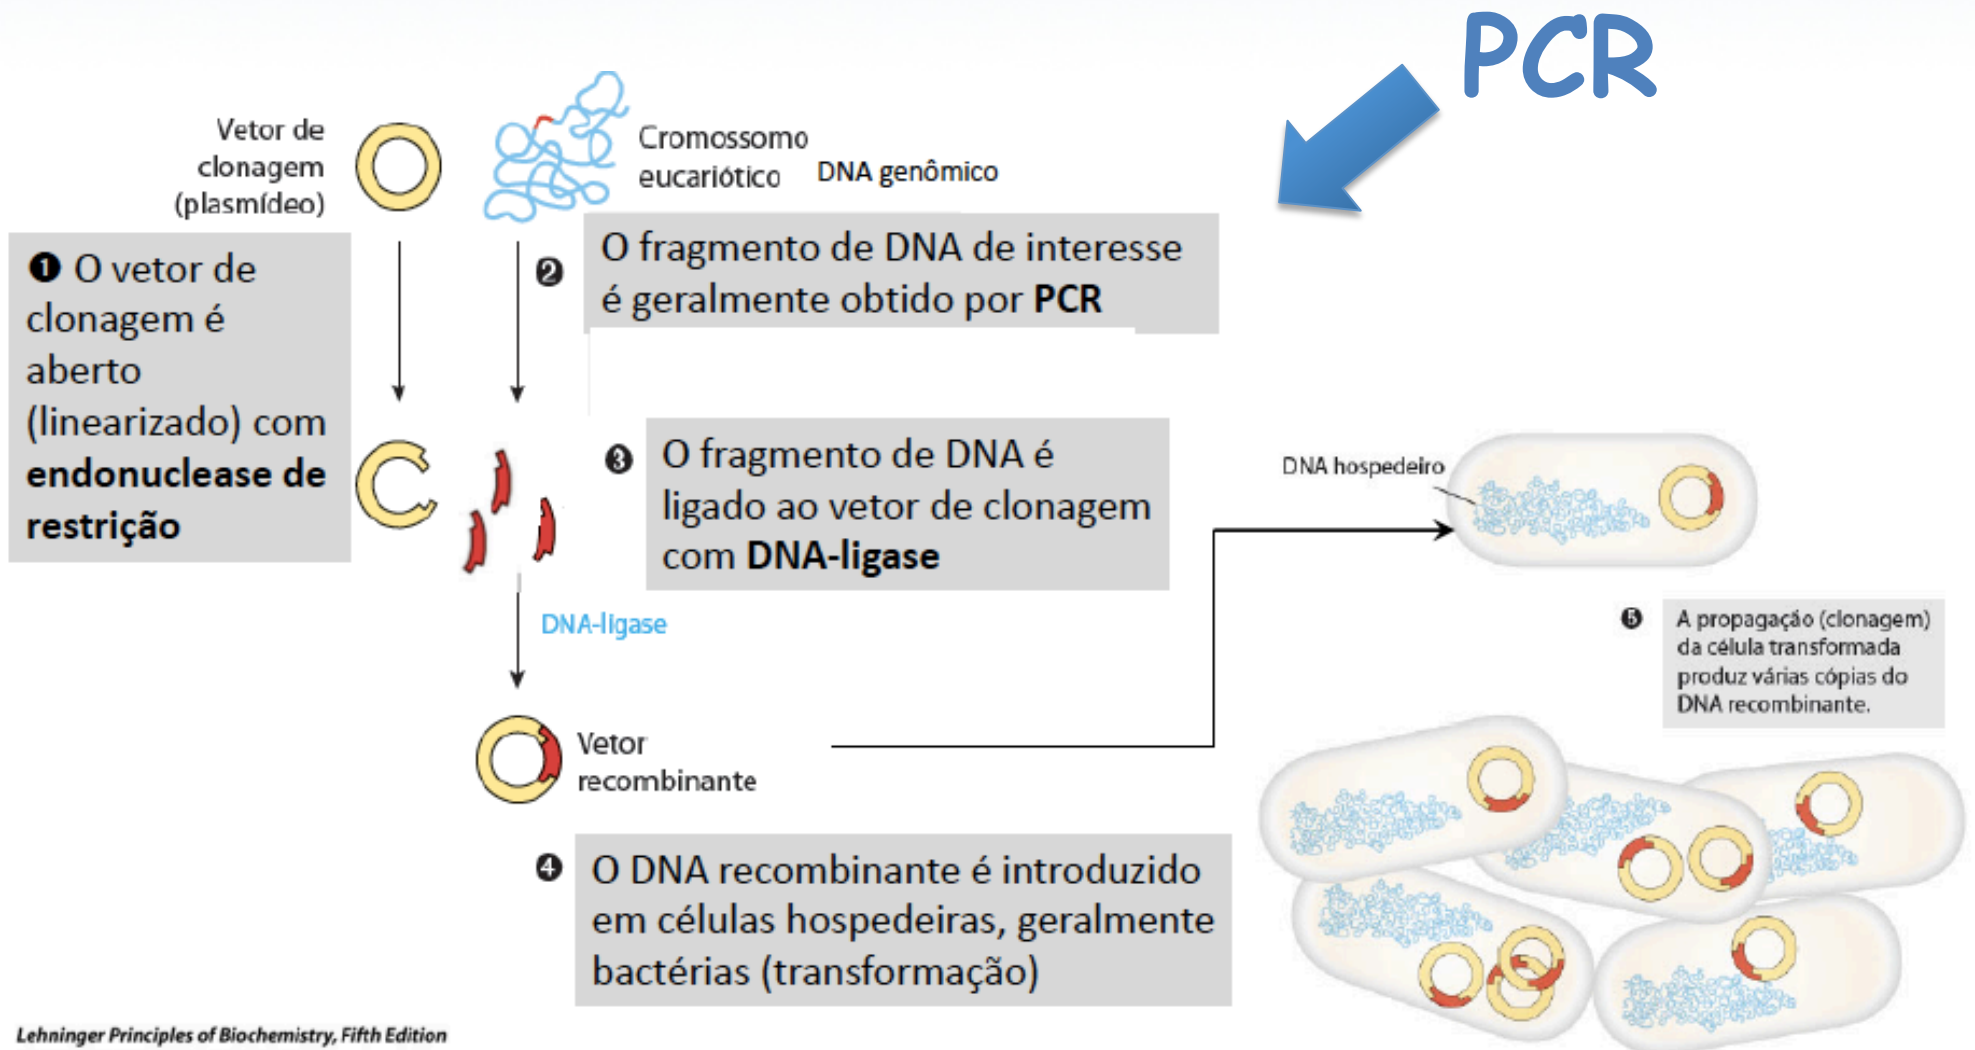 PCR
Vetor de
clonagem
(plasmídeo)
Cromossomo
eucariótico
DNA genômico
❶ O vetor de
clonagem é
aberto
(linearizado) com
endonuclease de
restrição
❷
O fragmento de DNA de interesse
é geralmente obtido por PCR
❸
O fragmento de DNA é
ligado ao vetor de clonagem
com DNA-ligase
DNA-ligase
Vetor
recombinante
❹
O DNA recombinante é introduzido
em células hospedeiras, geralmente
bactérias (transformação)
DNA hospedeiro
❺
A propagação (clonagem)
da célula transformada
produz várias cópias do
DNA recombinante.
Lehninger Principles of Biochemistry, Fifth Edition